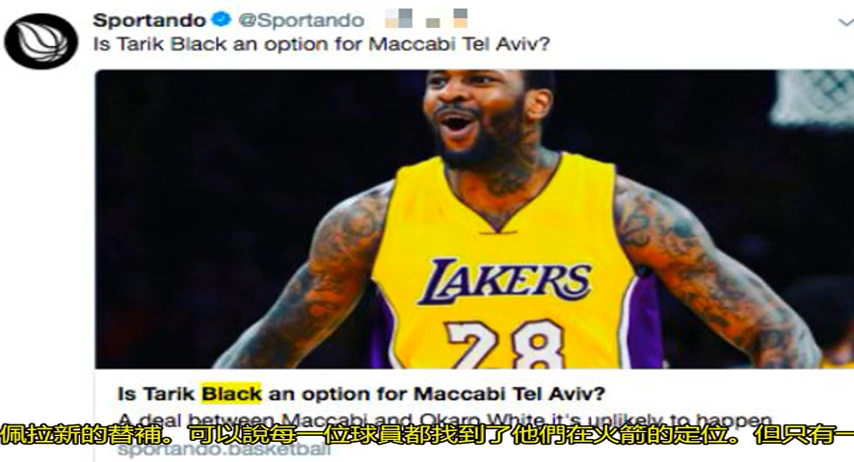 Sportando @Sportando
Is Tarik Black an option for Maccabi Tel Aviv?
LAKERS
28
Is Tarik Black an option for Maccabi Tel Aviv?
A deal between Maccabi and Okaro White it's unlikely to happen
佩拉新的替補。可以說每一位球員都找到了他們在火箭的定位。但只有一
sportando.basketball